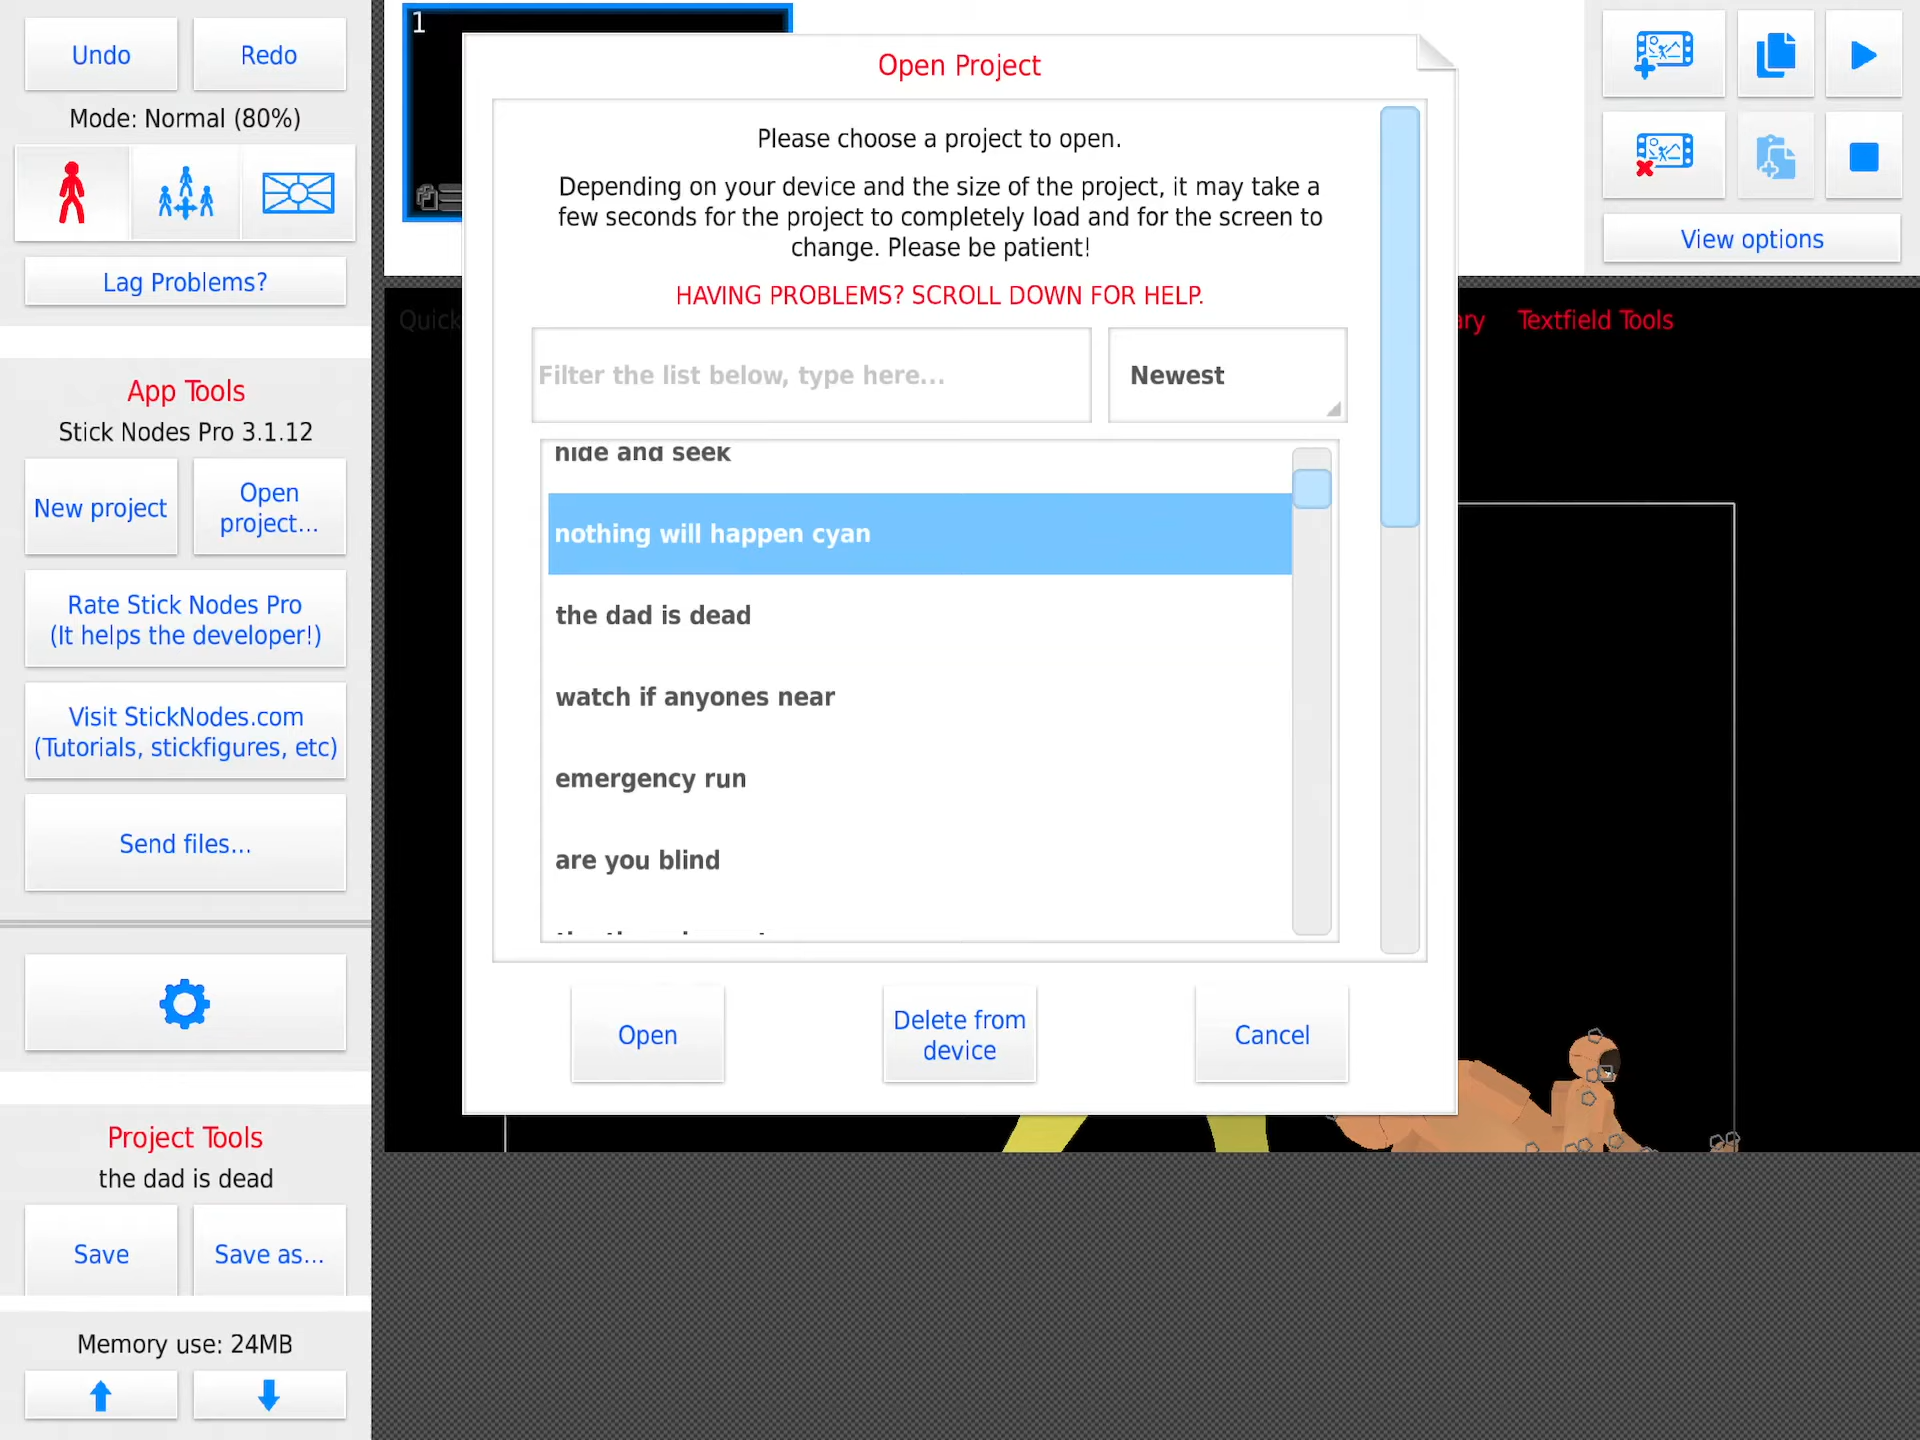 Undo
Redo
Mode: Normal (80%)
Lag Problems?
App Tools
Stick Nodes Pro 3.1.12
New project
Open
project...
Rate Stick Nodes Pro
(It helps the developer!)
Visit StickNodes.com
(Tutorials, stickfigures, etc)
Send files...
Project Tools
the dad is dead
Save
Save as...
Memory use: 24MB
1
Open Project
Please choose a project to open.
Depending on your device and the size of the project, it may take a
few seconds for the project to completely load and for the screen to
change. Please be patient!
HAVING PROBLEMS? SCROLL DOWN FOR HELP.
Filter the list below, type here...
Newest
hide and seek
nothing will happen cyan
the dad is dead
watch if anyones near
emergency run
are you blind
Open
Delete from
device
Cancel
View options
Quick
Textfield Tools